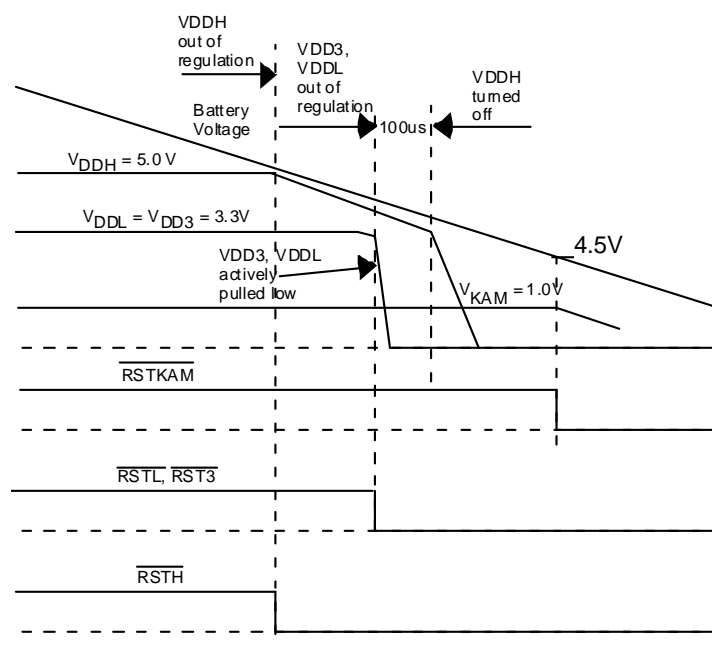 VDDH
out of
regulation
VDD3,
VDDL
out of
regulation
VDDH
turned
off
Battery
Voltage
100us
VDDH = 5.0 V
VDDL = VDD3 = 3.3V
4.5V
VDD3, VDDL
actively
pulled low
VKAM = 1.0V
RSTKAM
RSTL, RST3
RSTH